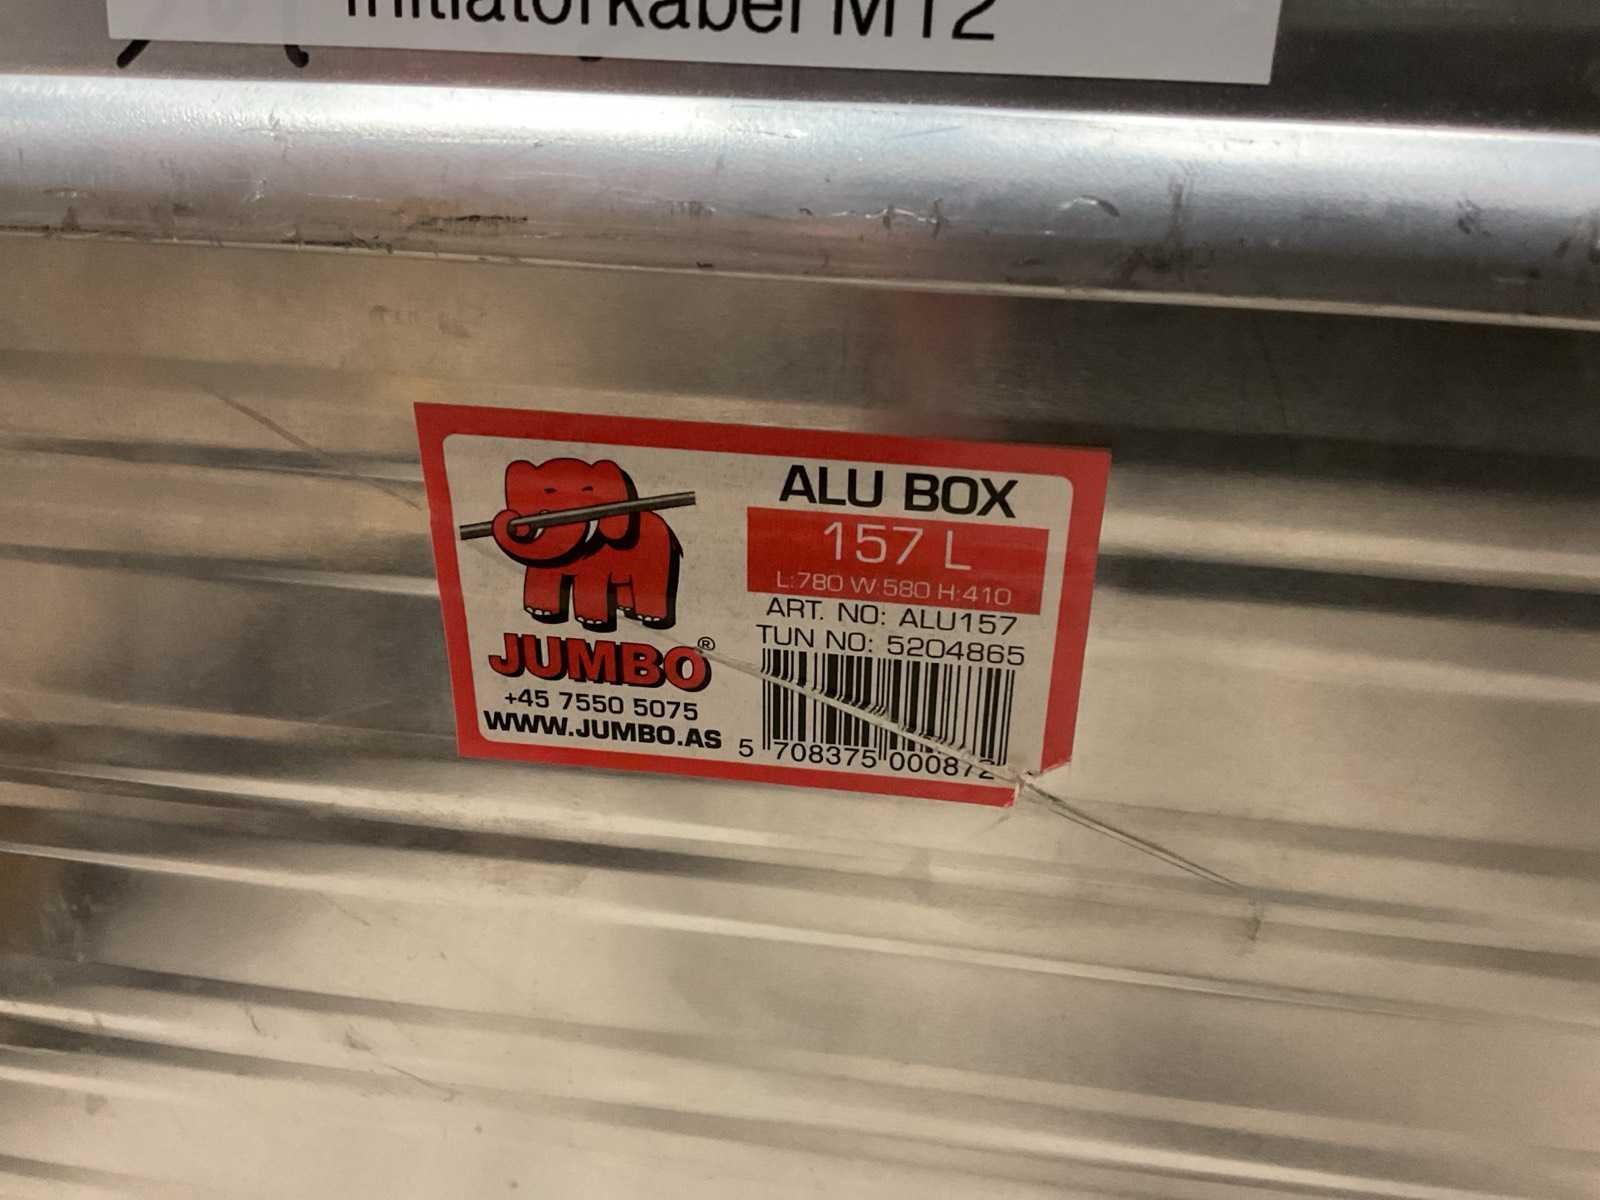 Initiatorkabel M12
ALU BOX
157 L
L:780 W:580 H:410
ART. NO: ALU157
TUN NO: 5204865
5 708375 000872
JUMBO®
+45 7550 5075
WWW.JUMBO.AS